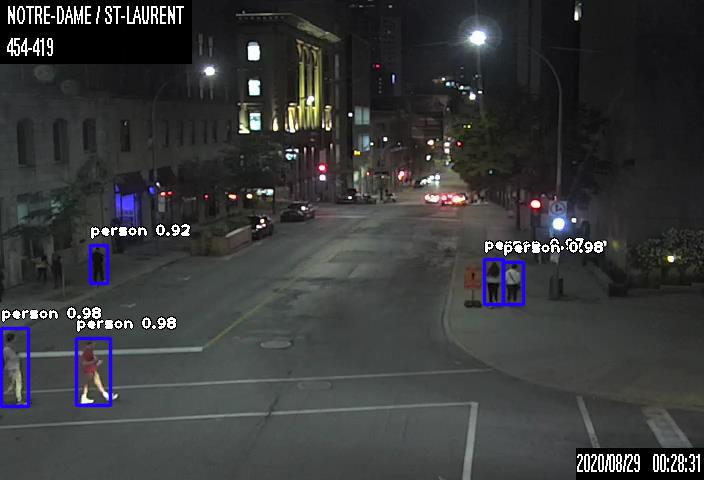 NOTRE-DAME / ST-LAURENT
454-419
person 0.92
person 0.98
person 0.98
person 0.98
2020/08/29 00:28:31